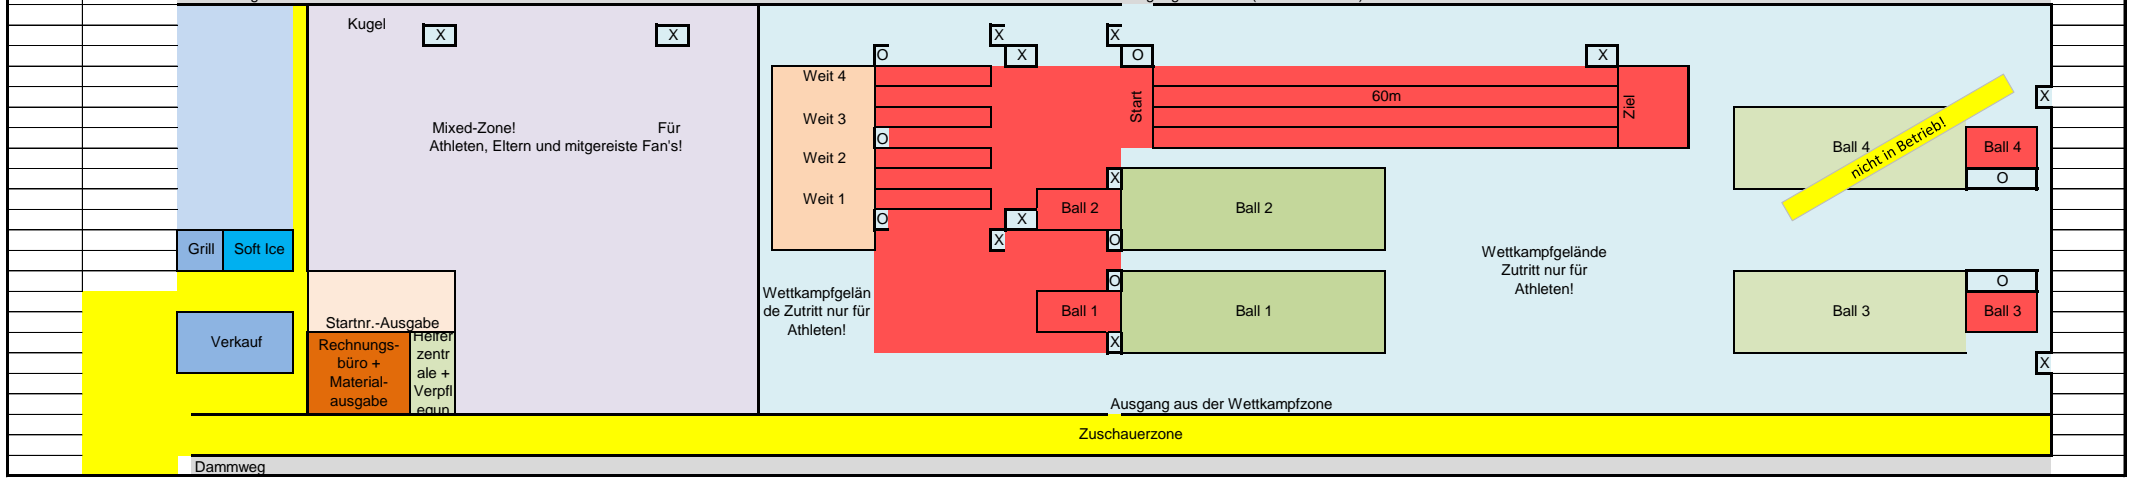 Kugel
X
X
Mixed-Zone! Für
Athleten, Eltern und mitgereiste Fan's!
Grill
Soft Ice
Verkauf
Startnr.-Ausgabe
Rechnungs-
büro +
Material-
ausgabe
Helfer
zentr
ale +
Verpfl
egun
O
X
X
X
O
X
Weit 4
Weit 3
Weit 2
Weit 1
O
O
X
X
Start
60m
Ziel
X
Ball 2
Ball 2
O
O
Ball 1
Ball 1
X
Wettkampfgelän
de Zutritt nur für
Athleten!
Wettkampfgelände
Zutritt nur für
Athleten!
X
Ball 4
nicht in Betrieb!
Ball 4
O
O
Ball 3
Ball 3
X
Ausgang aus der Wettkampfzone
Zuschauerzone
Dammweg